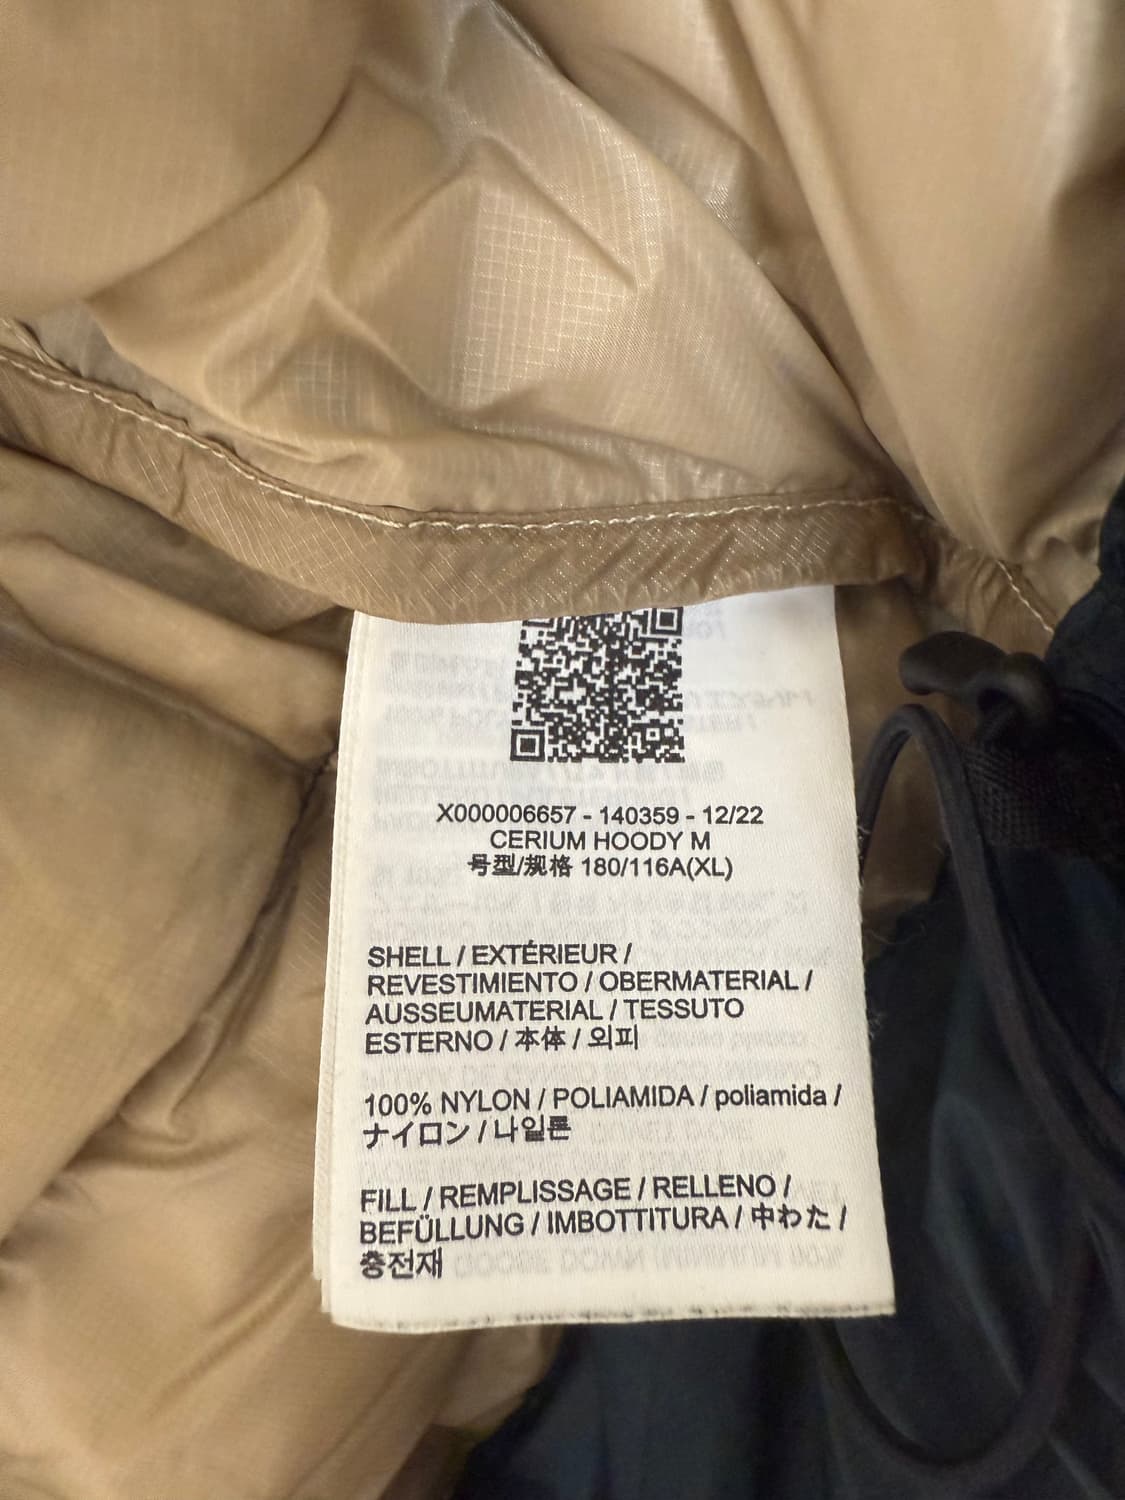 X000006657 - 140359 - 12/22
CERIUM HOODY M
号型/规格 180/116A(XL)
SHELL / EXTÉRIEUR /
REVESTIMIENTO / OBERMATERIAL /
AUSSEUMATERIAL / TESSUTO
ESTERNO / 本体 / 외피
100% NYLON / POLIAMIDA / poliamida /
ナイロン / 나일론
FILL / REMPLISSAGE / RELLENO /
BEFÜLLUNG / IMBOTTITURA / 中わた /
충전재